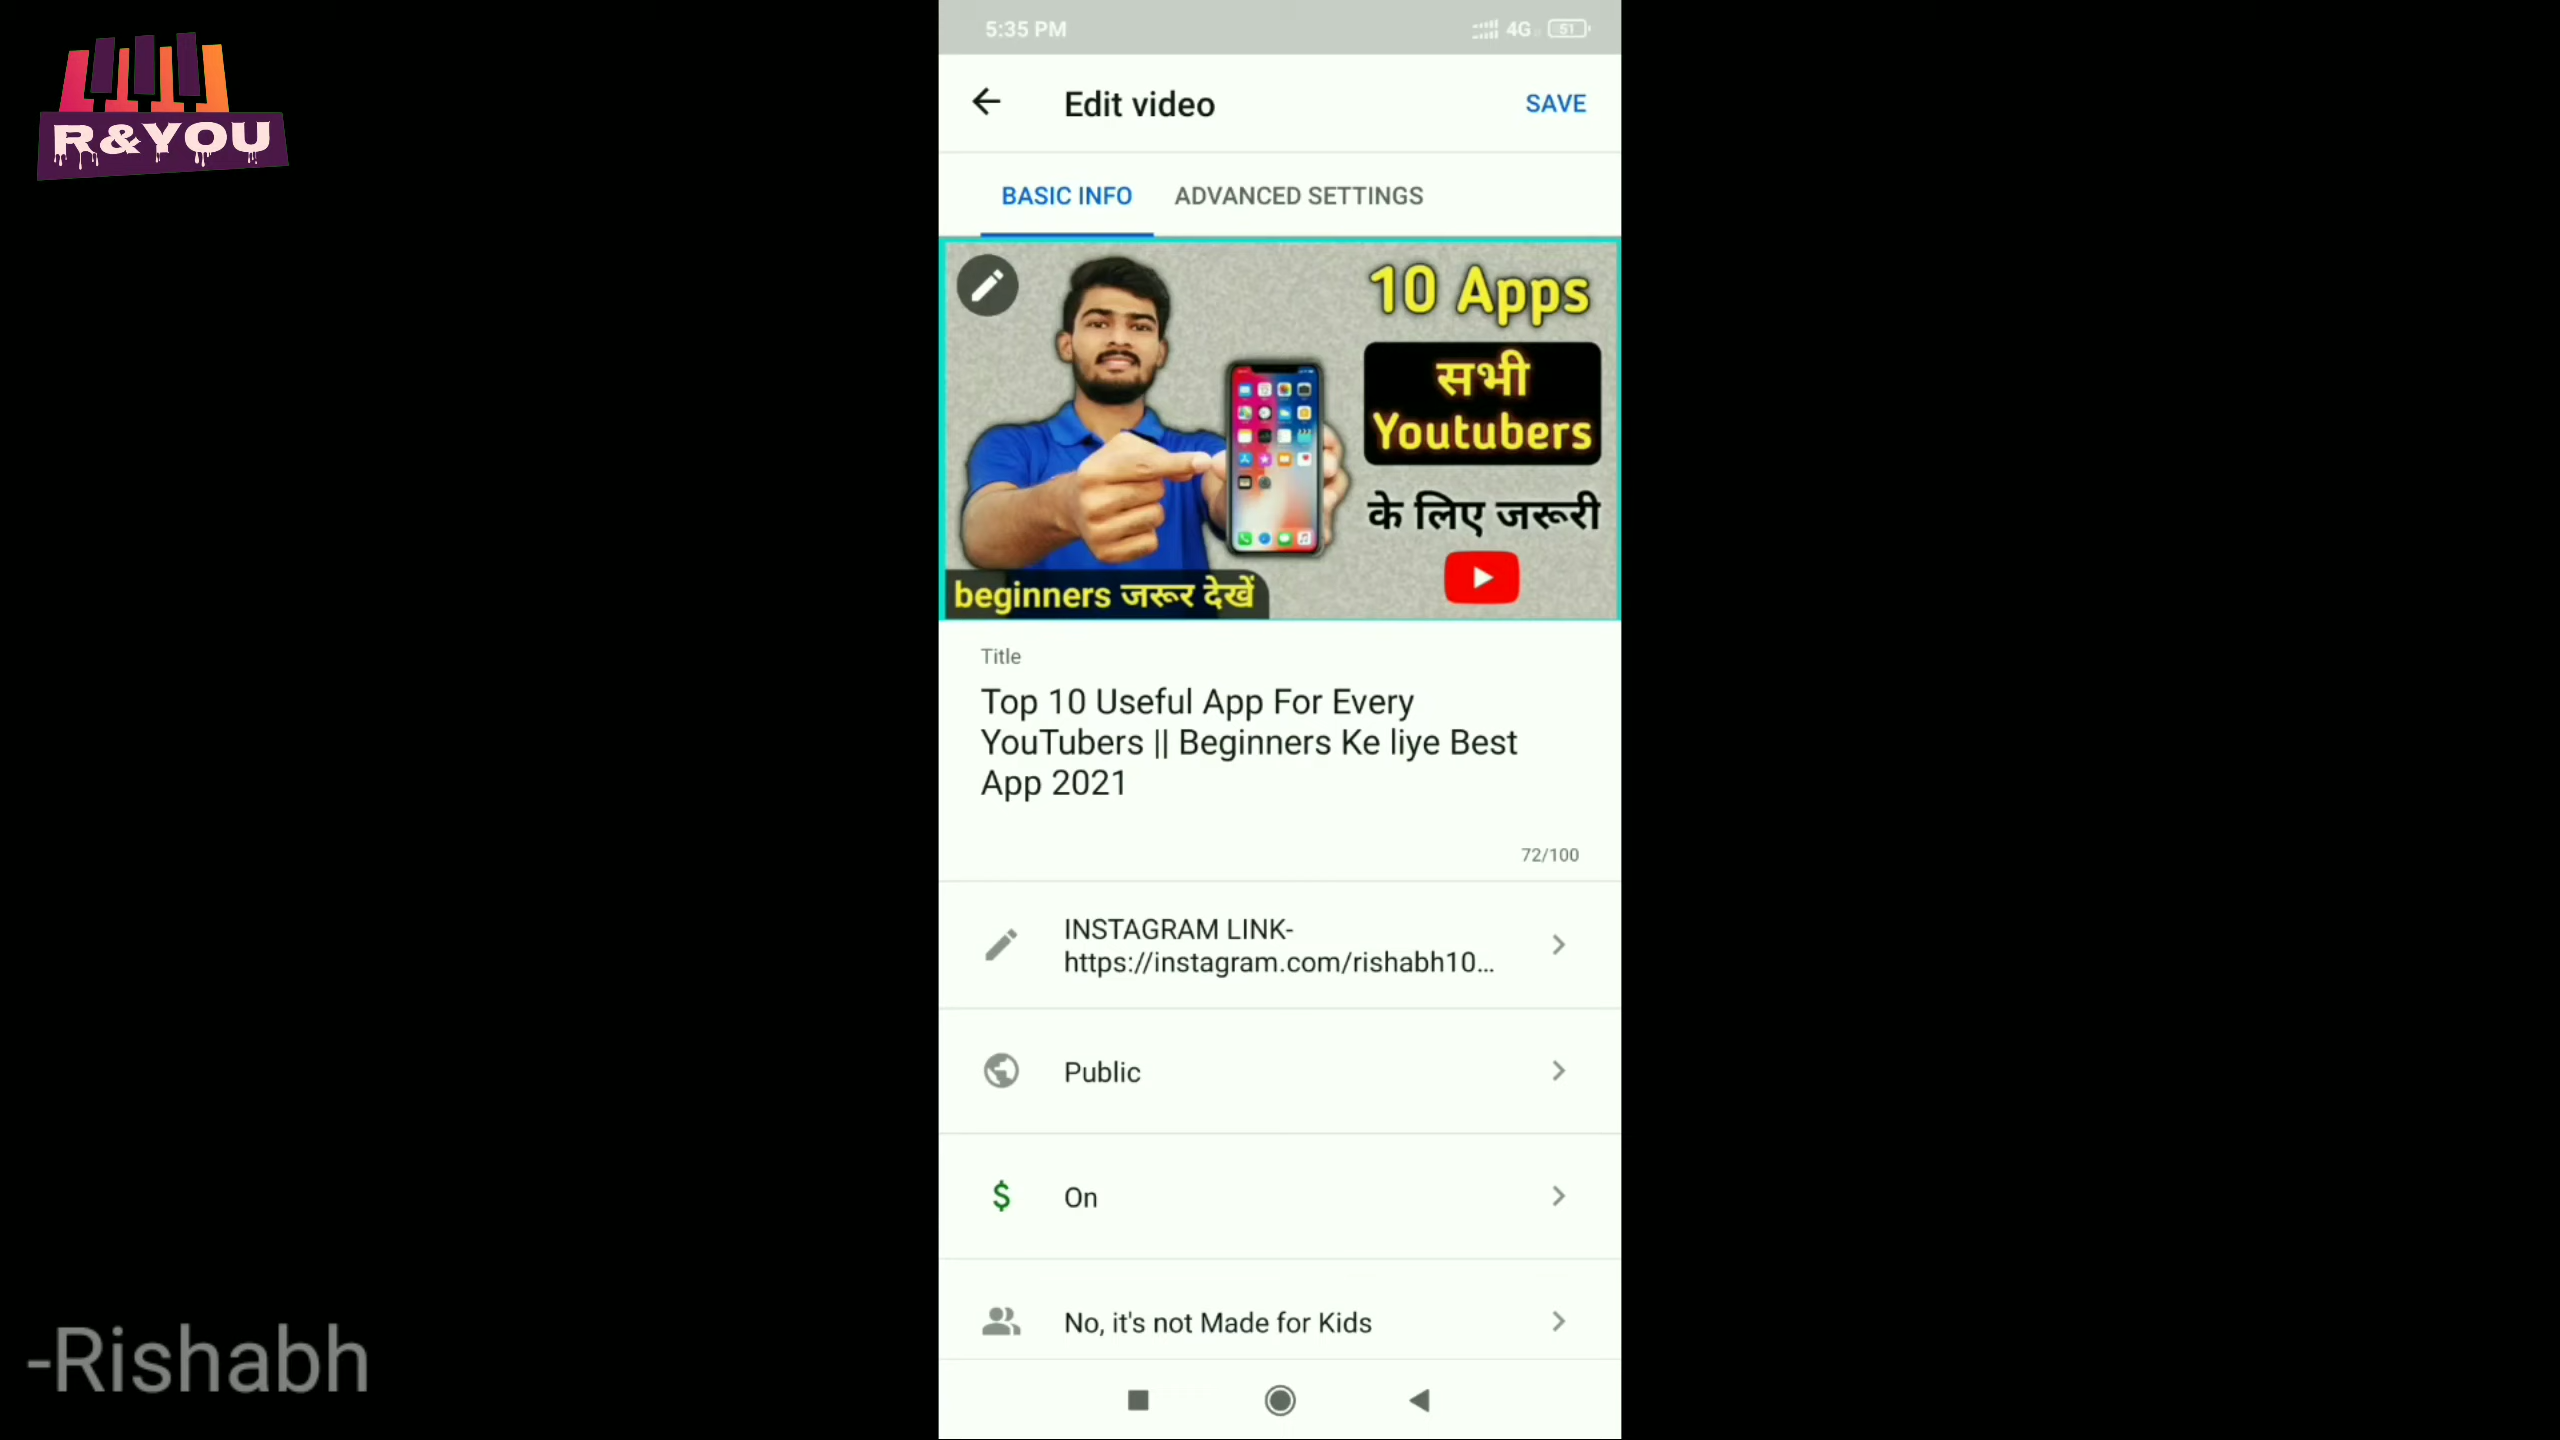 R&YOU
5:35 PM
4G 51
Edit video
SAVE
BASIC INFO
ADVANCED SETTINGS
10 Apps
सभी
Youtubers
के लिए जरूरी
beginners जरूर देखें
Title
Top 10 Useful App For Every
YouTubers || Beginners Ke liye Best
App 2021
72/100
INSTAGRAM LINK-
https://instagram.com/rishabh10...
Public
$ On
No, it's not Made for Kids
-Rishabh